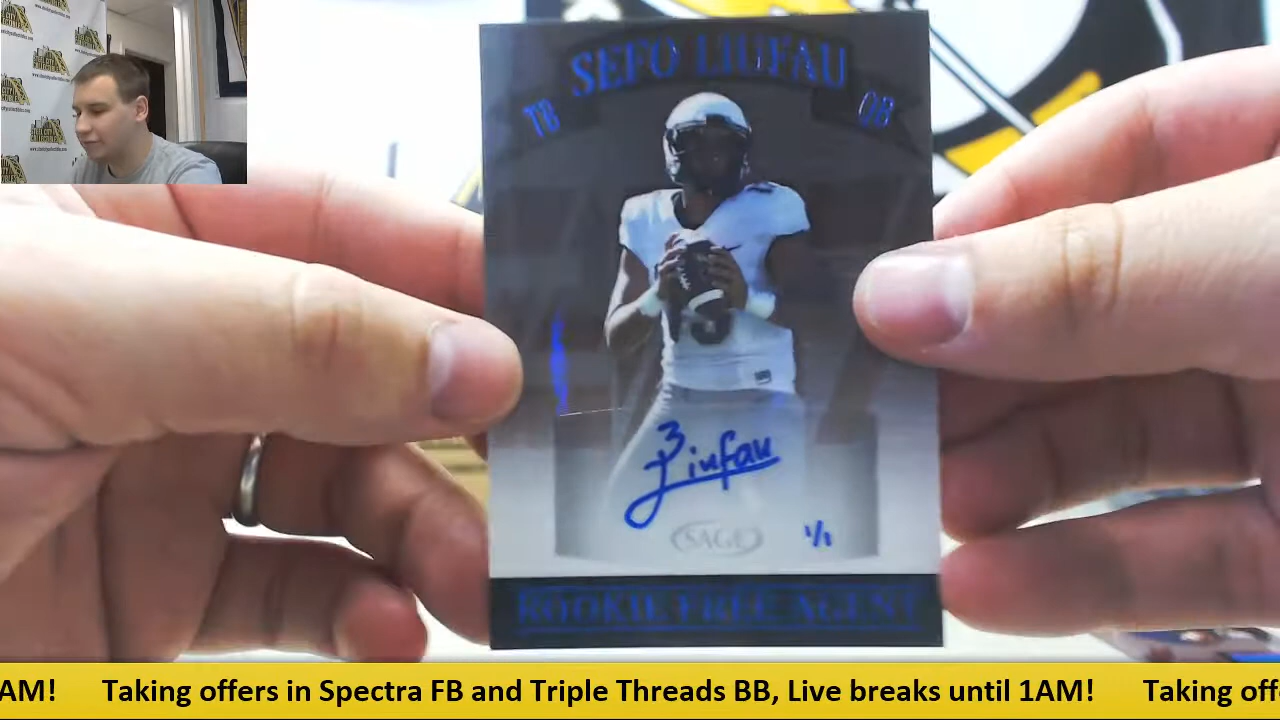 SEFO LIUFAU
TB QB
13
Liufau
SAGE 1/1
ROOKIE FREE AGENT
AM! Taking offers in Spectra FB and Triple Threads BB, Live breaks until 1AM! Taking off